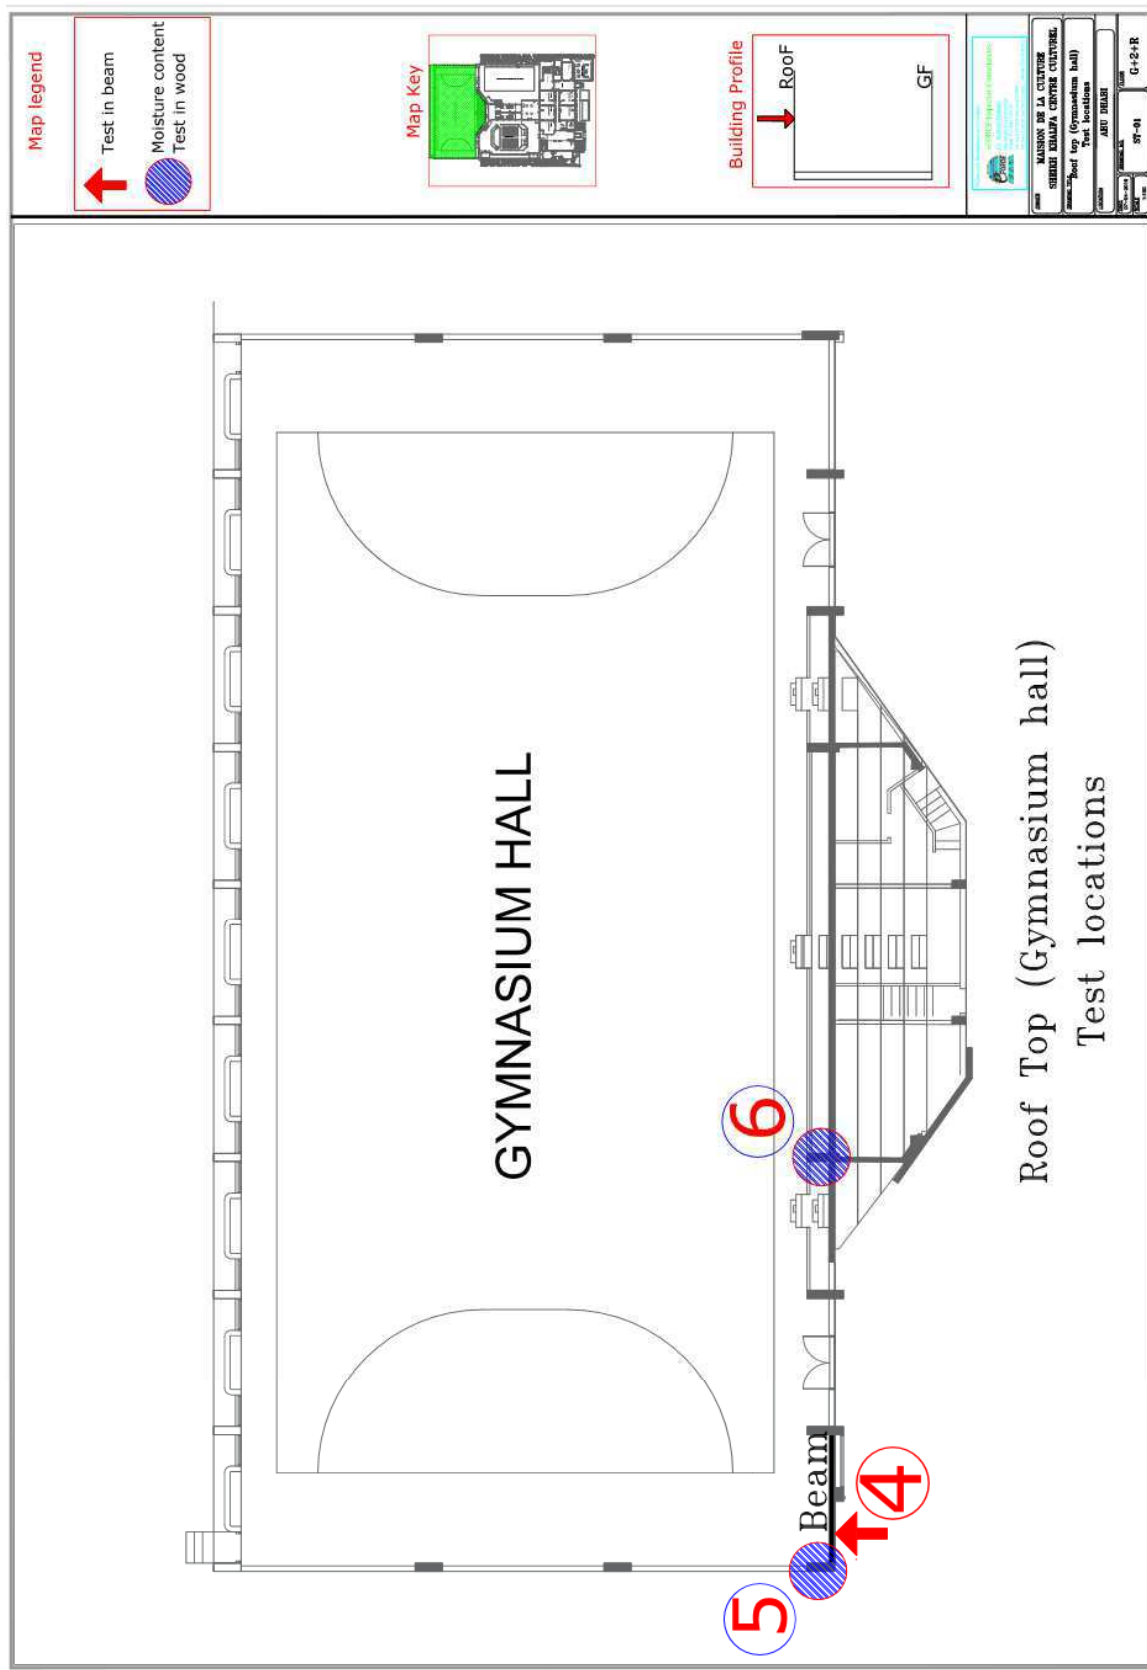 Map legend
Test in beam
Moisture content
Test in wood
Map Key
Building Profile
RooF
GF
MAISON DE LA CULTURE
SHEIKH KHALIFA CENTRE CULTUREL
Roof top (Gymnasium hall)
Test locations
ABU DHABI
ST-01
G+2+R
GYMNASIUM HALL
6
5
Beam
4
Roof Top (Gymnasium hall)
Test locations